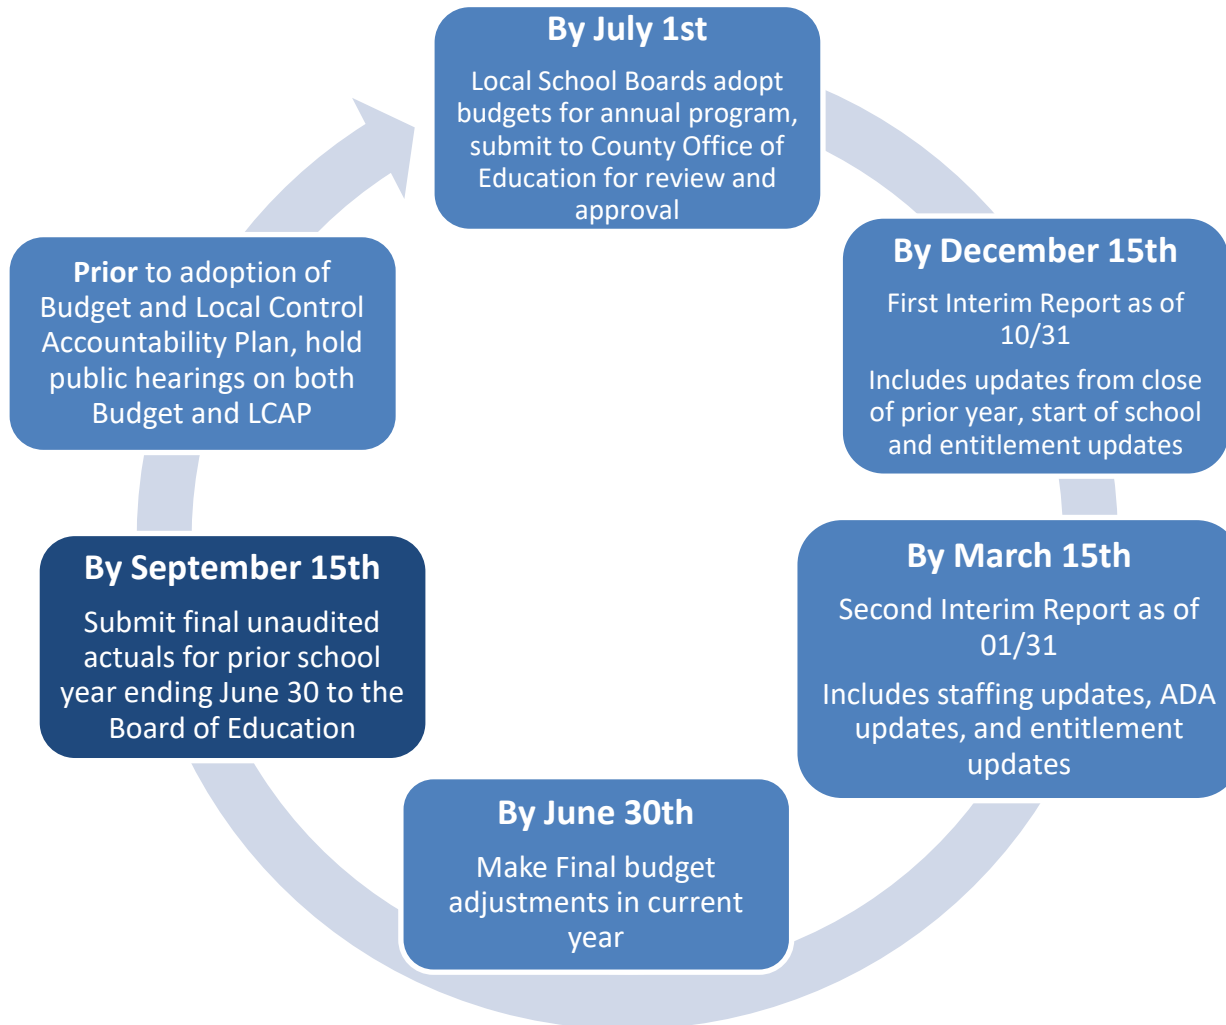 By July 1st
Local School Boards adopt
budgets for annual program,
submit to County Office of
Education for review and
approval
By December 15th
First Interim Report as of
10/31
Includes updates from close
of prior year, start of school
and entitlement updates
By March 15th
Second Interim Report as of
01/31
Includes staffing updates, ADA
updates, and entitlement
updates
By June 30th
Make Final budget
adjustments in current
year
By September 15th
Submit final unaudited
actuals for prior school
year ending June 30 to the
Board of Education
Prior to adoption of
Budget and Local Control
Accountability Plan, hold
public hearings on both
Budget and LCAP